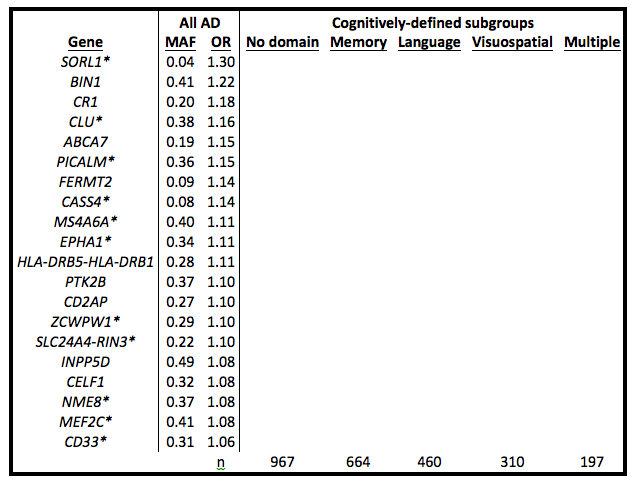 All AD Cognitively-defined subgroups
Gene MAF OR No domain Memory Language Visuospatial Multiple
SORL1* 0.04 1.30
BIN1 0.41 1.22
CR1 0.20 1.18
CLU* 0.38 1.16
ABCA7 0.19 1.15
PICALM* 0.36 1.15
FERMT2 0.09 1.14
CASS4* 0.08 1.14
MS4A6A* 0.40 1.11
EPHA1* 0.34 1.11
HLA-DRB5-HLA-DRB1 0.28 1.11
PTK2B 0.37 1.10
CD2AP 0.27 1.10
ZCWPW1* 0.29 1.10
SLC24A4-RIN3* 0.22 1.10
INPP5D 0.49 1.08
CELF1 0.32 1.08
NME8* 0.37 1.08
MEF2C* 0.41 1.08
CD33* 0.31 1.06
n 967 664 460 310 197